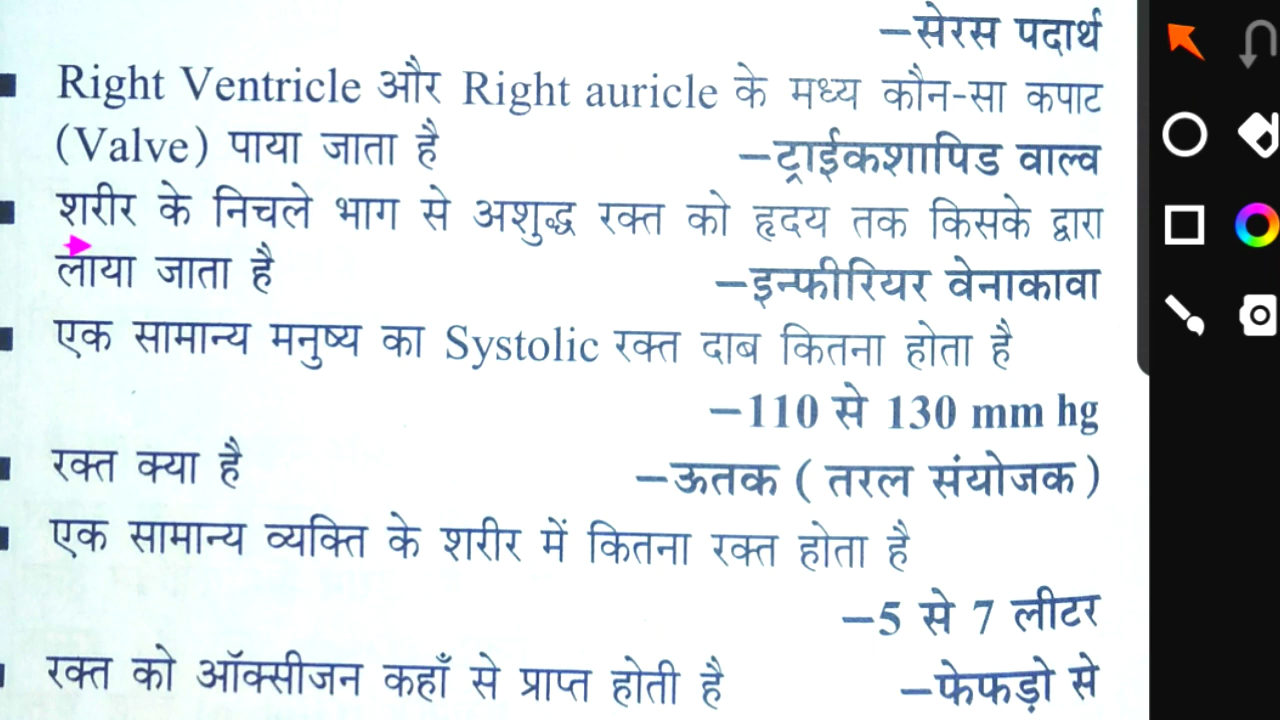 –सेरस पदार्थ
Right Ventricle और Right auricle के मध्य कौन-सा कपाट
(Valve) पाया जाता है –ट्राईकशापिड वाल्व
शरीर के निचले भाग से अशुद्ध रक्त को हृदय तक किसके द्वारा
लाया जाता है –इन्फीरियर वेनाकावा
एक सामान्य मनुष्य का Systolic रक्त दाब कितना होता है
–110 से 130 mm hg
रक्त क्या है –ऊतक ( तरल संयोजक )
एक सामान्य व्यक्ति के शरीर में कितना रक्त होता है
–5 से 7 लीटर
रक्त को ऑक्सीजन कहाँ से प्राप्त होती है –फेफड़ो से